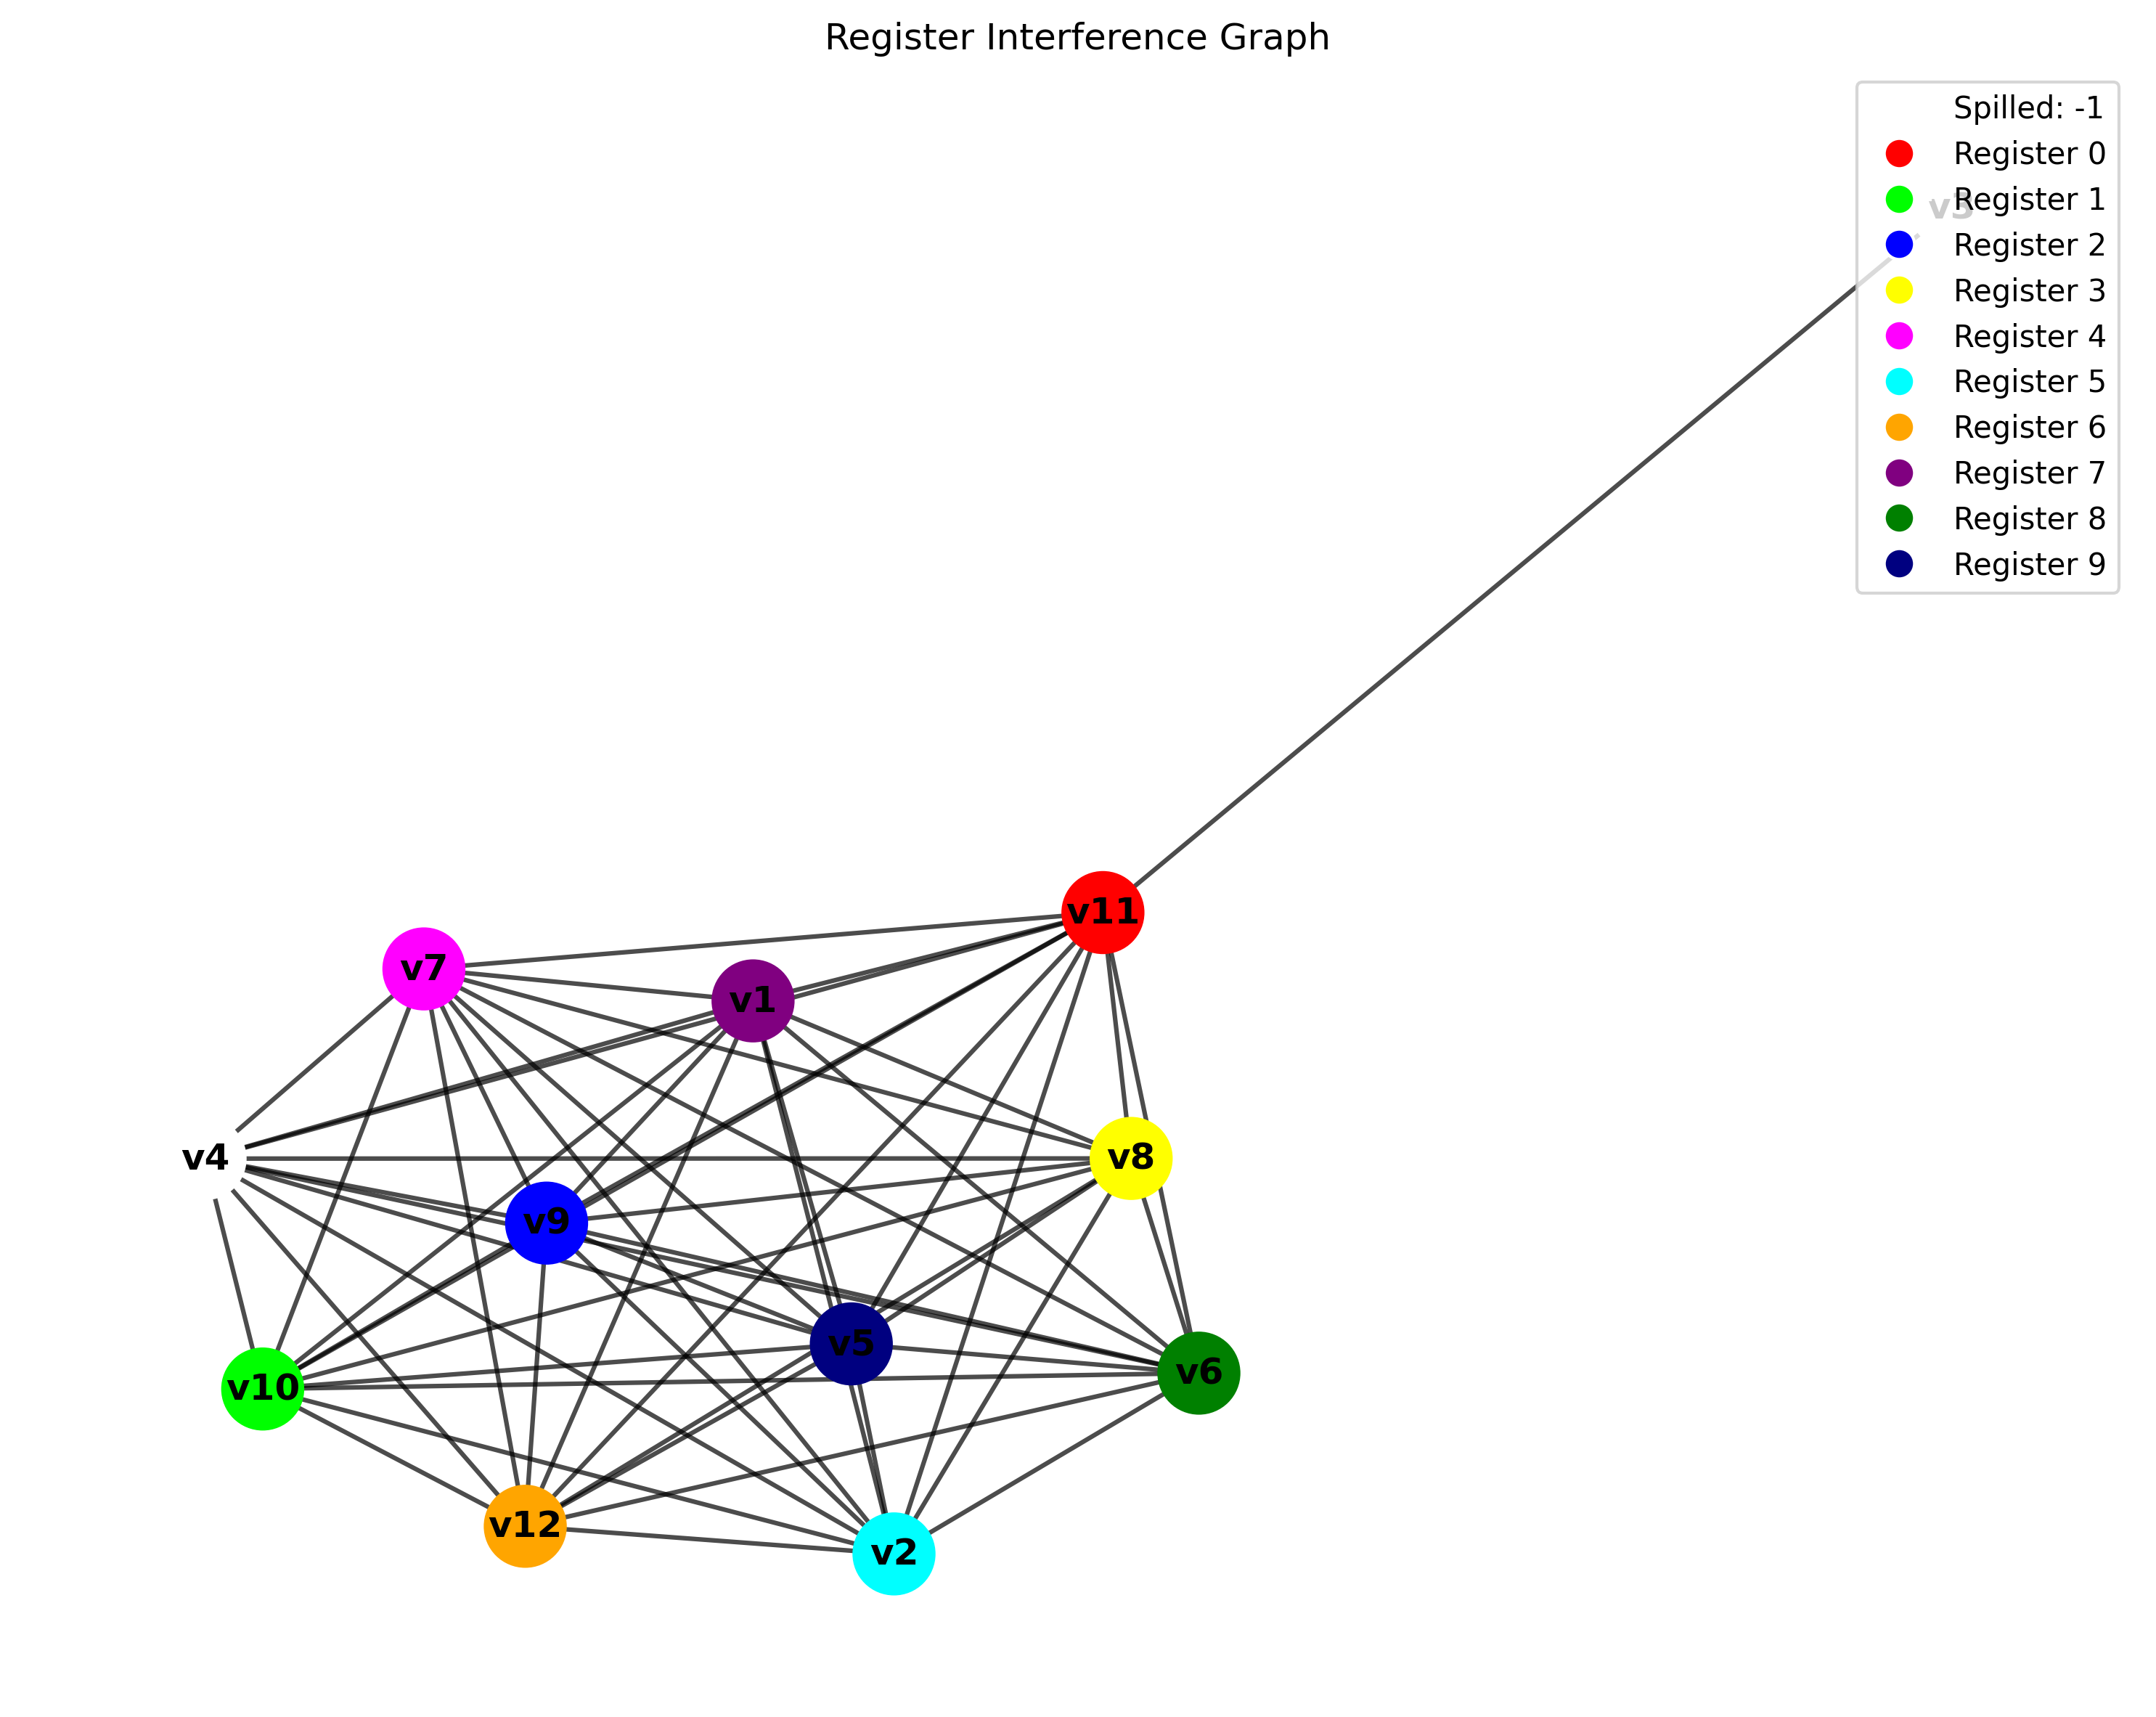 Register Interference Graph
Spilled: -1
Register 0
Register 1
Register 2
Register 3
Register 4
Register 5
Register 6
Register 7
Register 8
Register 9
v3
v11
v7
v1
v8
v4
v9
v5
v6
v10
v12
v2